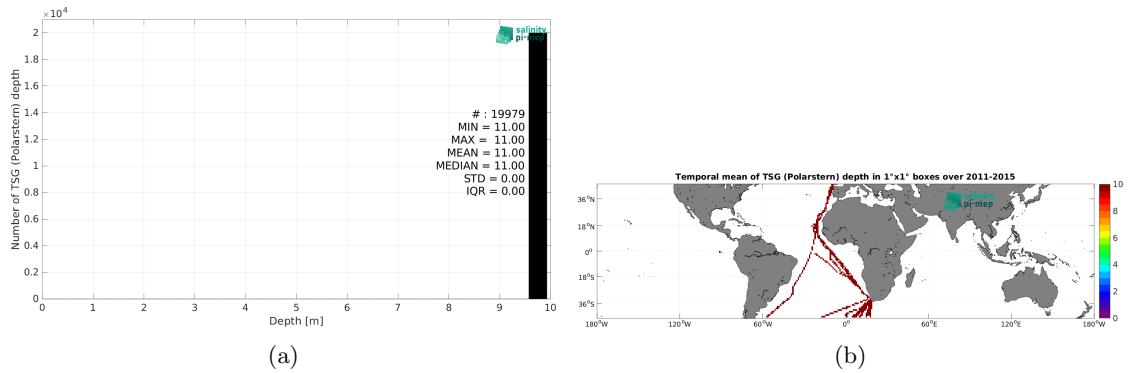 ×10⁴
2
1.8
1.6
1.4
1.2
1
0.8
0.6
0.4
0.2
0
Number of TSG (Polarstern) depth
salinity
pi-mep
# : 19979
MIN = 11.00
MAX = 11.00
MEAN = 11.00
MEDIAN = 11.00
STD = 0.00
IQR = 0.00
0 1 2 3 4 5 6 7 8 9 10
Depth [m]
(a)
Temporal mean of TSG (Polarstern) depth in 1°x1° boxes over 2011-2015
salinity
pi-mep
36°N
18°N
0°
18°S
36°S
180°W 120°W 60°W 0°E 60°E 120°E 180°W
10
8
6
4
2
0
(b)